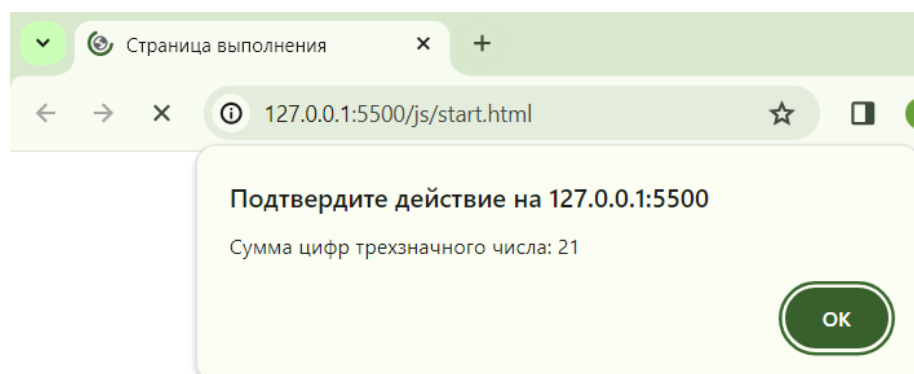 Страница выполнения
127.0.0.1:5500/js/start.html
Подтвердите действие на 127.0.0.1:5500
Сумма цифр трехзначного числа: 21
ОК